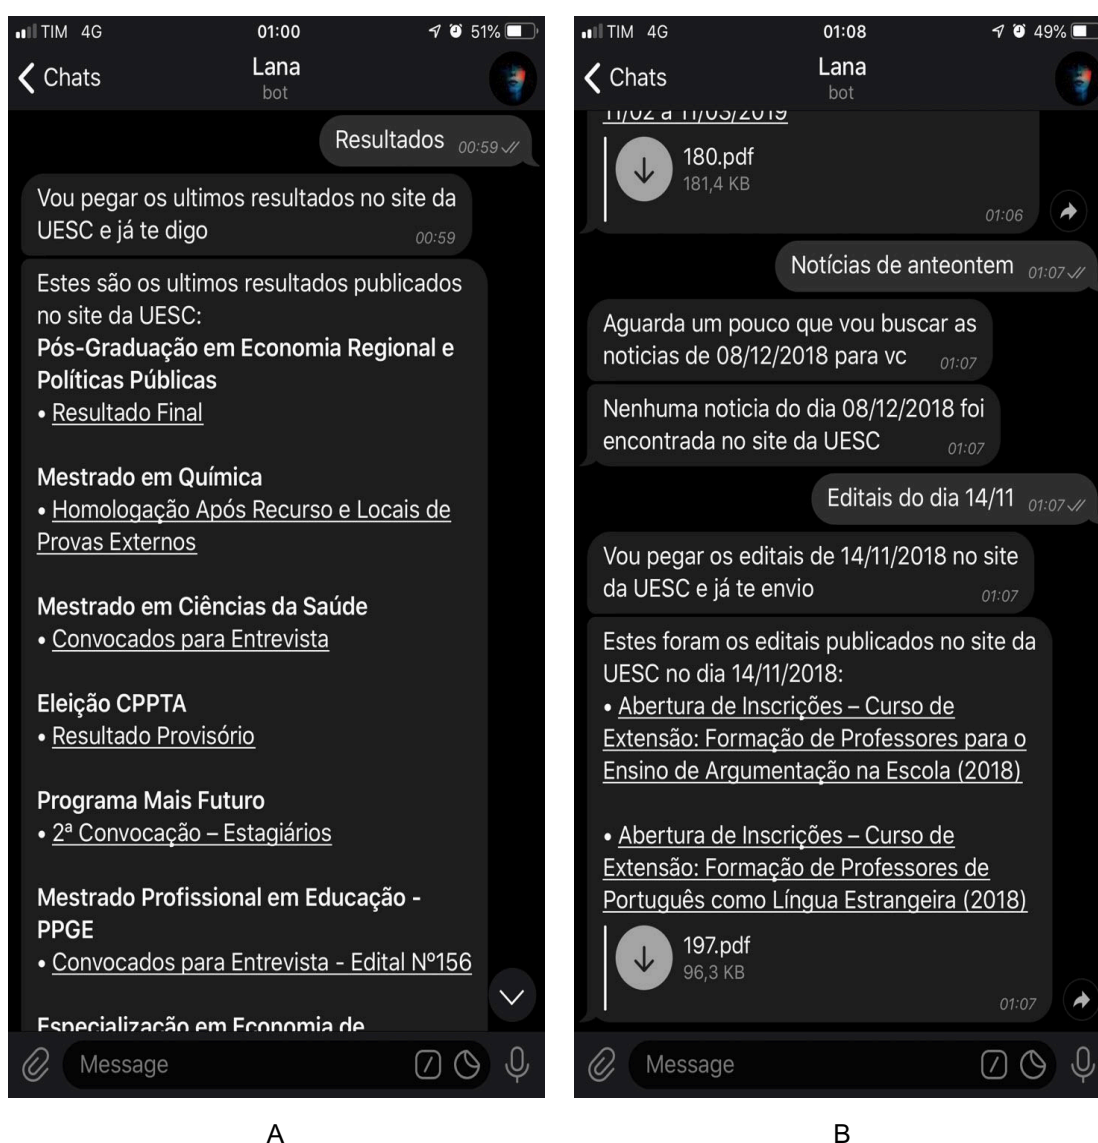 TIM 4G 01:00 51%
Chats
Lana
bot
Resultados 00:59
Vou pegar os ultimos resultados no site da
UESC e já te digo 00:59
Estes são os ultimos resultados publicados
no site da UESC:
Pós-Graduação em Economia Regional e
Políticas Públicas
• Resultado Final
Mestrado em Química
• Homologação Após Recurso e Locais de
Provas Externos
Mestrado em Ciências da Saúde
• Convocados para Entrevista
Eleição CPPTA
• Resultado Provisório
Programa Mais Futuro
• 2ª Convocação – Estagiários
Mestrado Profissional em Educação -
PPGE
• Convocados para Entrevista - Edital Nº156
Especialização em Economia de
Message
A
TIM 4G 01:08 49%
Chats
Lana
bot
11/02 a 11/03/2019
180.pdf
181,4 KB
01:06
Notícias de anteontem 01:07
Aguarda um pouco que vou buscar as
noticias de 08/12/2018 para vc 01:07
Nenhuma noticia do dia 08/12/2018 foi
encontrada no site da UESC 01:07
Editais do dia 14/11 01:07
Vou pegar os editais de 14/11/2018 no site
da UESC e já te envio 01:07
Estes foram os editais publicados no site da
UESC no dia 14/11/2018:
• Abertura de Inscrições – Curso de
Extensão: Formação de Professores para o
Ensino de Argumentação na Escola (2018)
• Abertura de Inscrições – Curso de
Extensão: Formação de Professores de
Português como Língua Estrangeira (2018)
197.pdf
96,3 KB
01:07
Message
B